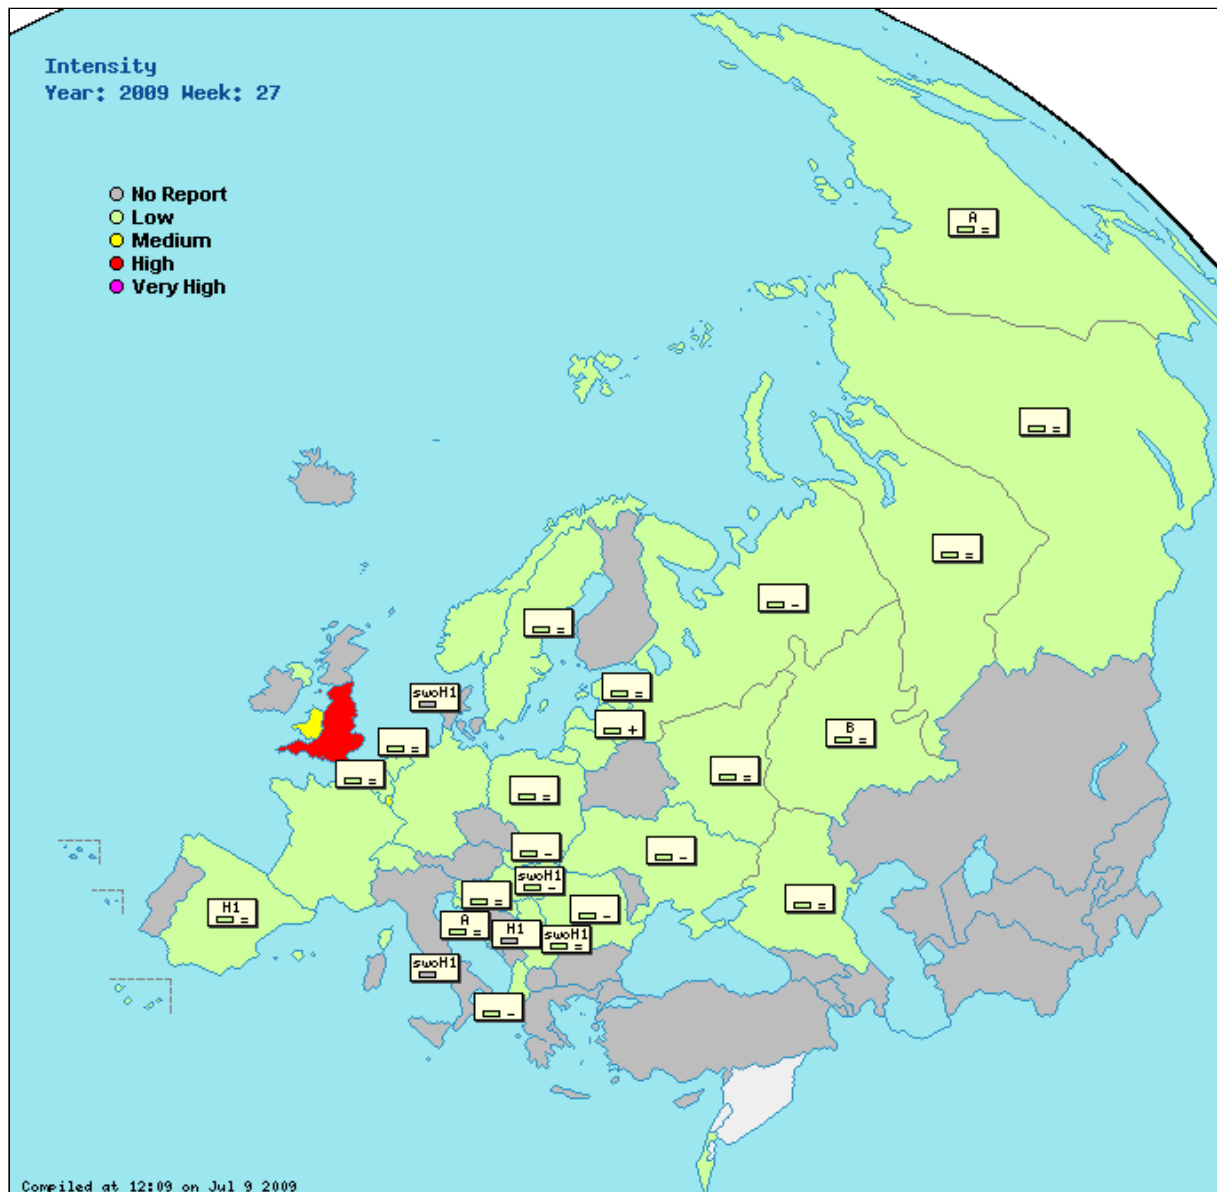 Intensity
Year: 2009 Week: 27
No Report
Low
Medium
High
Very High
A
=
=
=
-
=
swoH1
=
=
+
B
=
=
=
=
=
-
-
swoH1
-
=
=
H1
=
-
A
=
H1
swoH1
=
swoH1
-
Compiled at 12:09 on Jul 9 2009